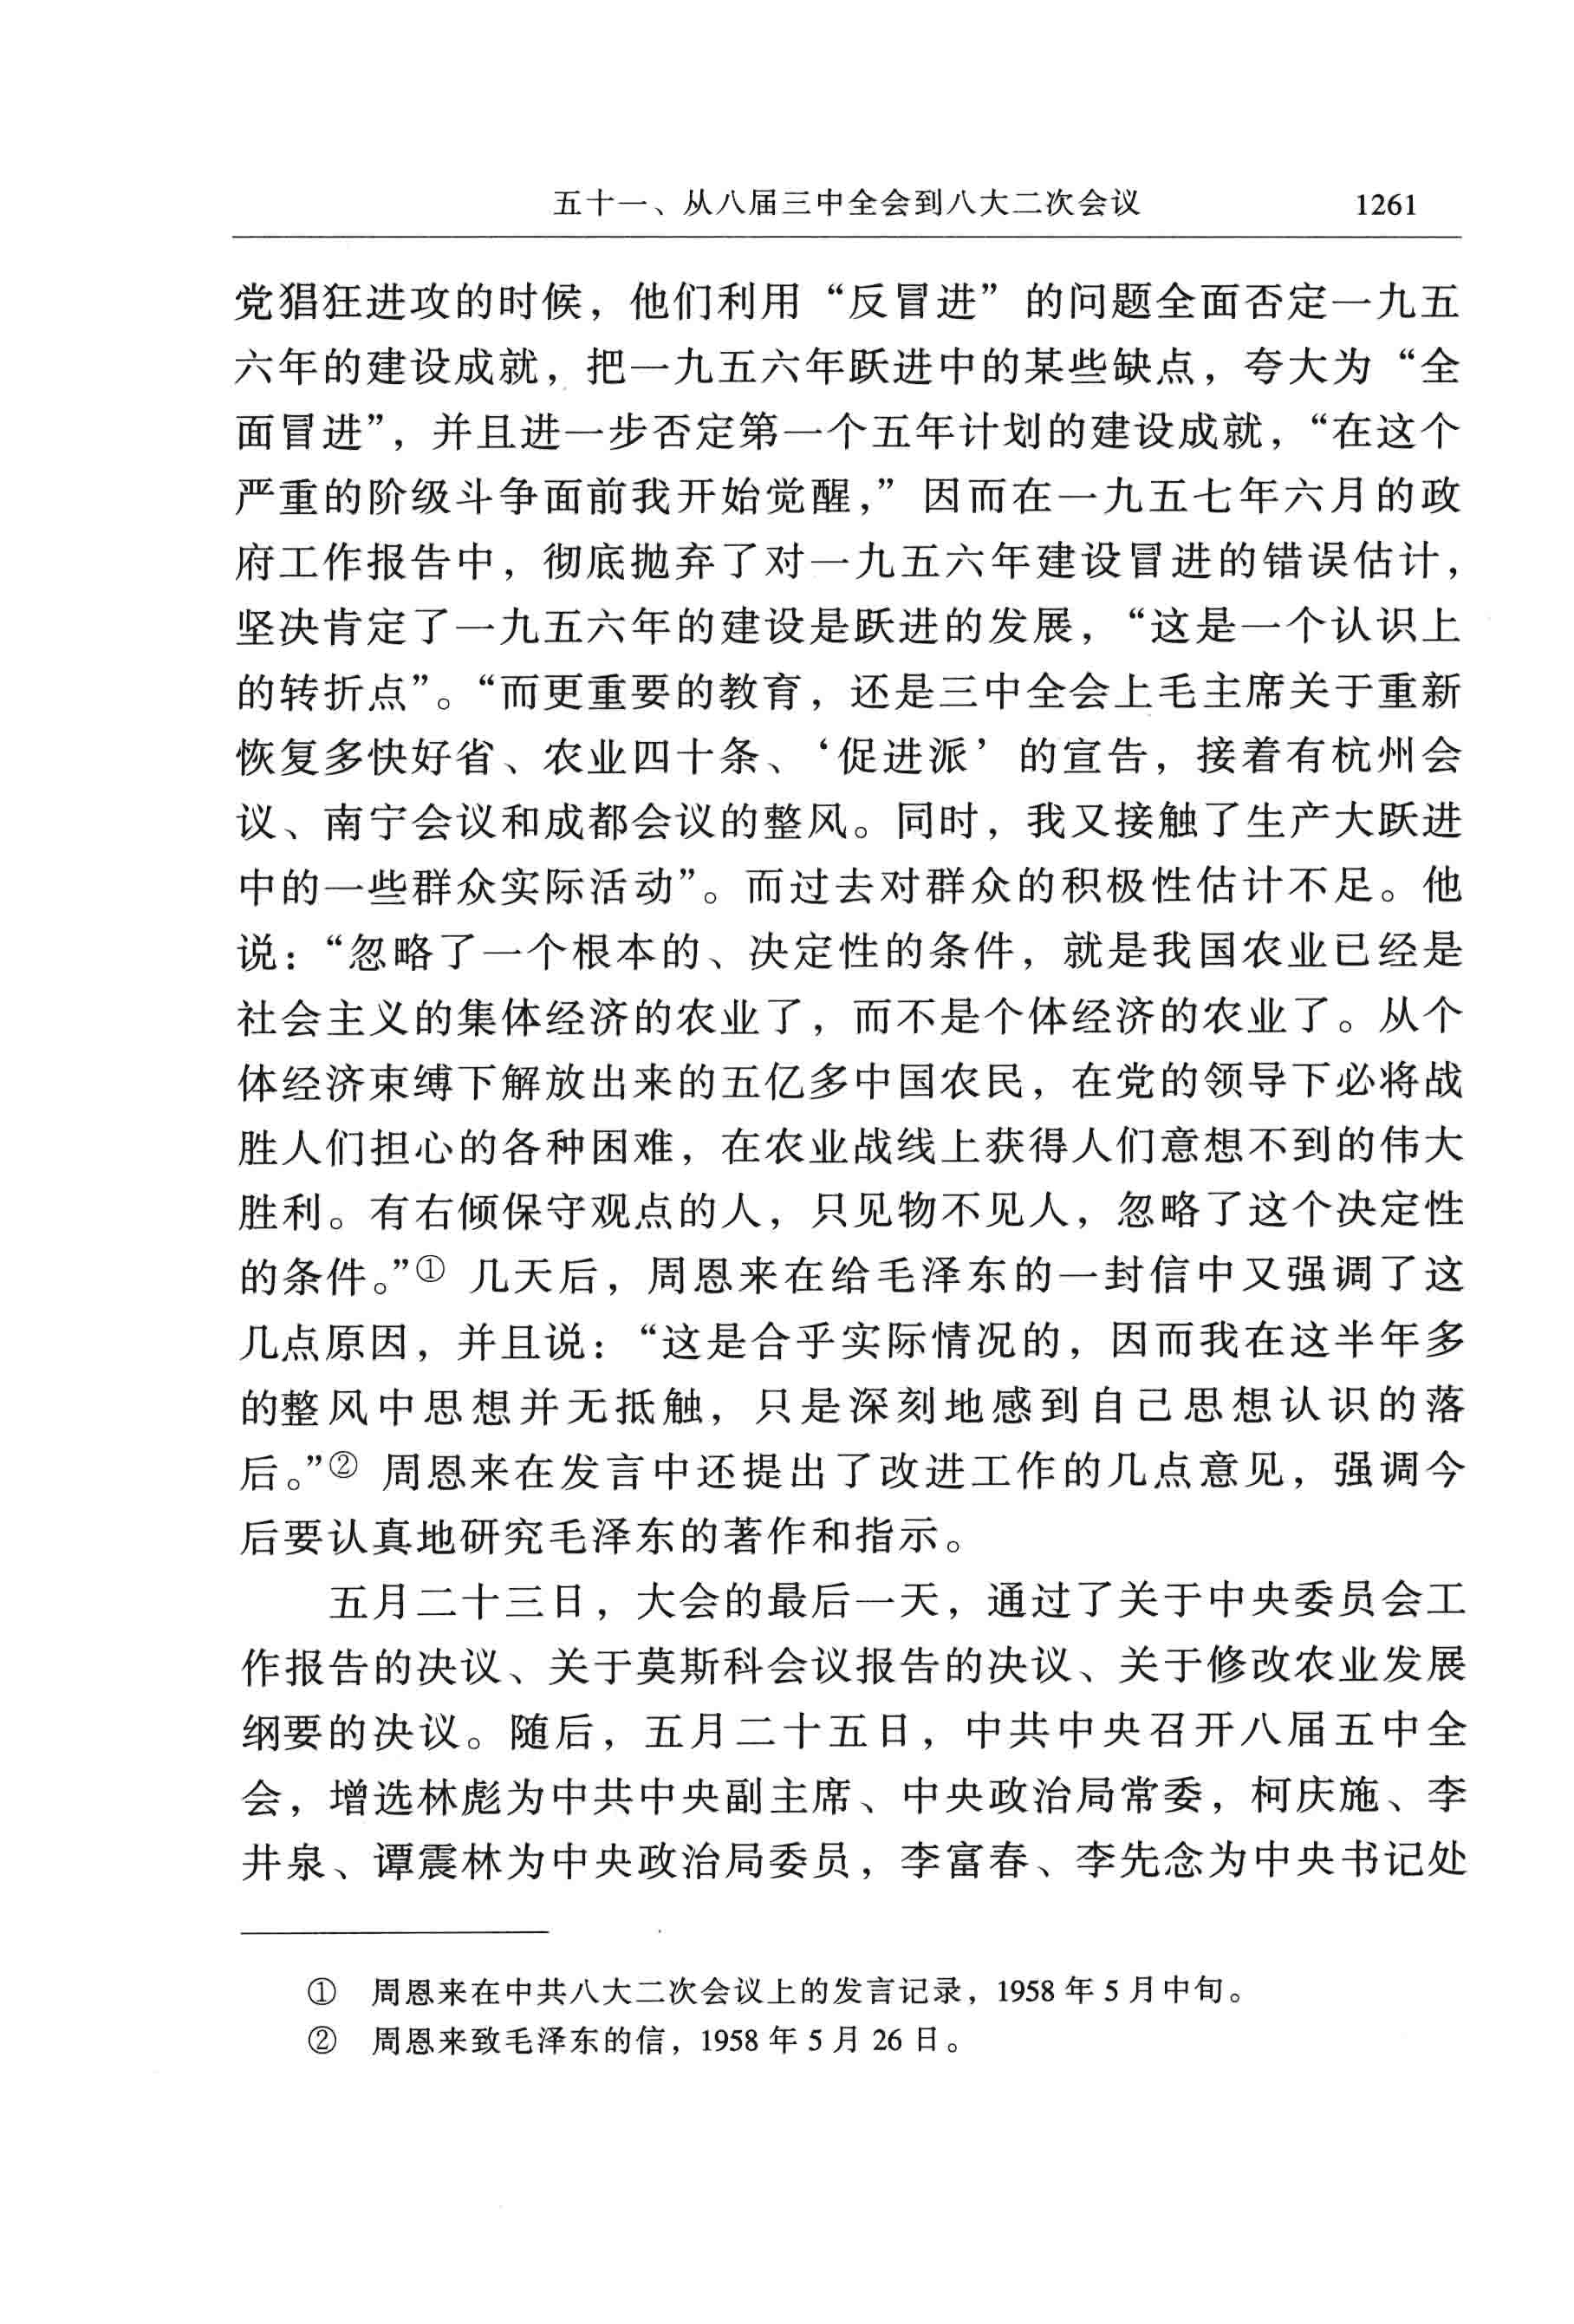 五十一、从八届三中全会到八大二次会议 1261
党猖狂进攻的时候，他们利用“反冒进”的问题全面否定一九五
六年的建设成就，把一九五六年跃进中的某些缺点，夸大为“全
面冒进”，并且进一步否定第一个五年计划的建设成就，“在这个
严重的阶级斗争面前我开始觉醒，”因而在一九五七年六月的政
府工作报告中，彻底抛弃了对一九五六年建设冒进的错误估计，
坚决肯定了一九五六年的建设是跃进的发展，“这是一个认识上
的转折点”。“而更重要的教育，还是三中全会上毛主席关于重新
恢复多快好省、农业四十条、‘促进派’的宣告，接着有杭州会
议、南宁会议和成都会议的整风。同时，我又接触了生产大跃进
中的一些群众实际活动”。而过去对群众的积极性估计不足。他
说：“忽略了一个根本的、决定性的条件，就是我国农业已经是
社会主义的集体经济的农业了，而不是个体经济的农业了。从个
体经济束缚下解放出来的五亿多中国农民，在党的领导下必将战
胜人们担心的各种困难，在农业战线上获得人们意想不到的伟大
胜利。有右倾保守观点的人，只见物不见人，忽略了这个决定性
的条件。”① 几天后，周恩来在给毛泽东的一封信中又强调了这
几点原因，并且说：“这是合乎实际情况的，因而我在这半年多
的整风中思想并无抵触，只是深刻地感到自己思想认识的落
后。”② 周恩来在发言中还提出了改进工作的几点意见，强调今
后要认真地研究毛泽东的著作和指示。
五月二十三日，大会的最后一天，通过了关于中央委员会工
作报告的决议、关于莫斯科会议报告的决议、关于修改农业发展
纲要的决议。随后，五月二十五日，中共中央召开八届五中全
会，增选林彪为中共中央副主席、中央政治局常委，柯庆施、李
井泉、谭震林为中央政治局委员，李富春、李先念为中央书记处
① 周恩来在中共八大二次会议上的发言记录，1958 年 5 月中旬。
② 周恩来致毛泽东的信，1958 年 5 月 26 日。